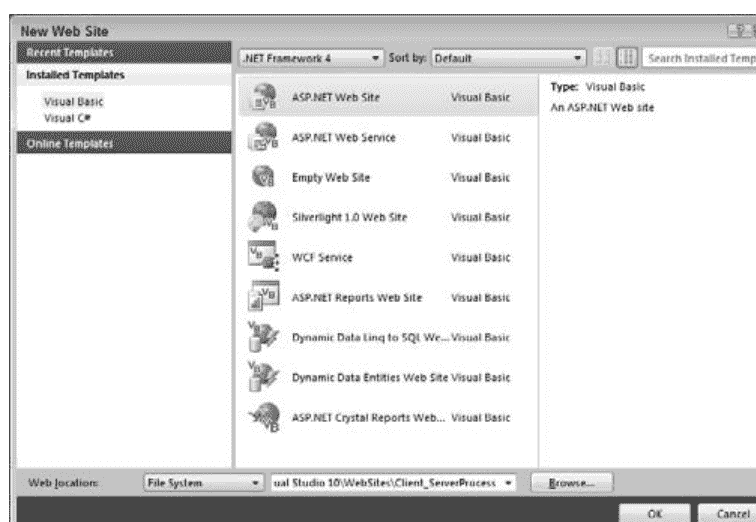 New Web Site
Recent Templates
.NET Framework 4 Sort by: Default Search Installed Temp
Installed Templates
Visual Basic
Visual C#
Online Templates
ASP.NET Web Site Visual Basic
ASP.NET Web Service Visual Basic
Empty Web Site Visual Basic
Silverlight 1.0 Web Site Visual Basic
WCF Service Visual Basic
ASP.NET Reports Web Site Visual Basic
Dynamic Data Linq to SQL We... Visual Basic
Dynamic Data Entities Web Site Visual Basic
ASP.NET Crystal Reports Web... Visual Basic
Type: Visual Basic
An ASP.NET Web site
Web location: File System ual Studio 10\WebSites\Client_ServerProcess Browse...
OK Cancel